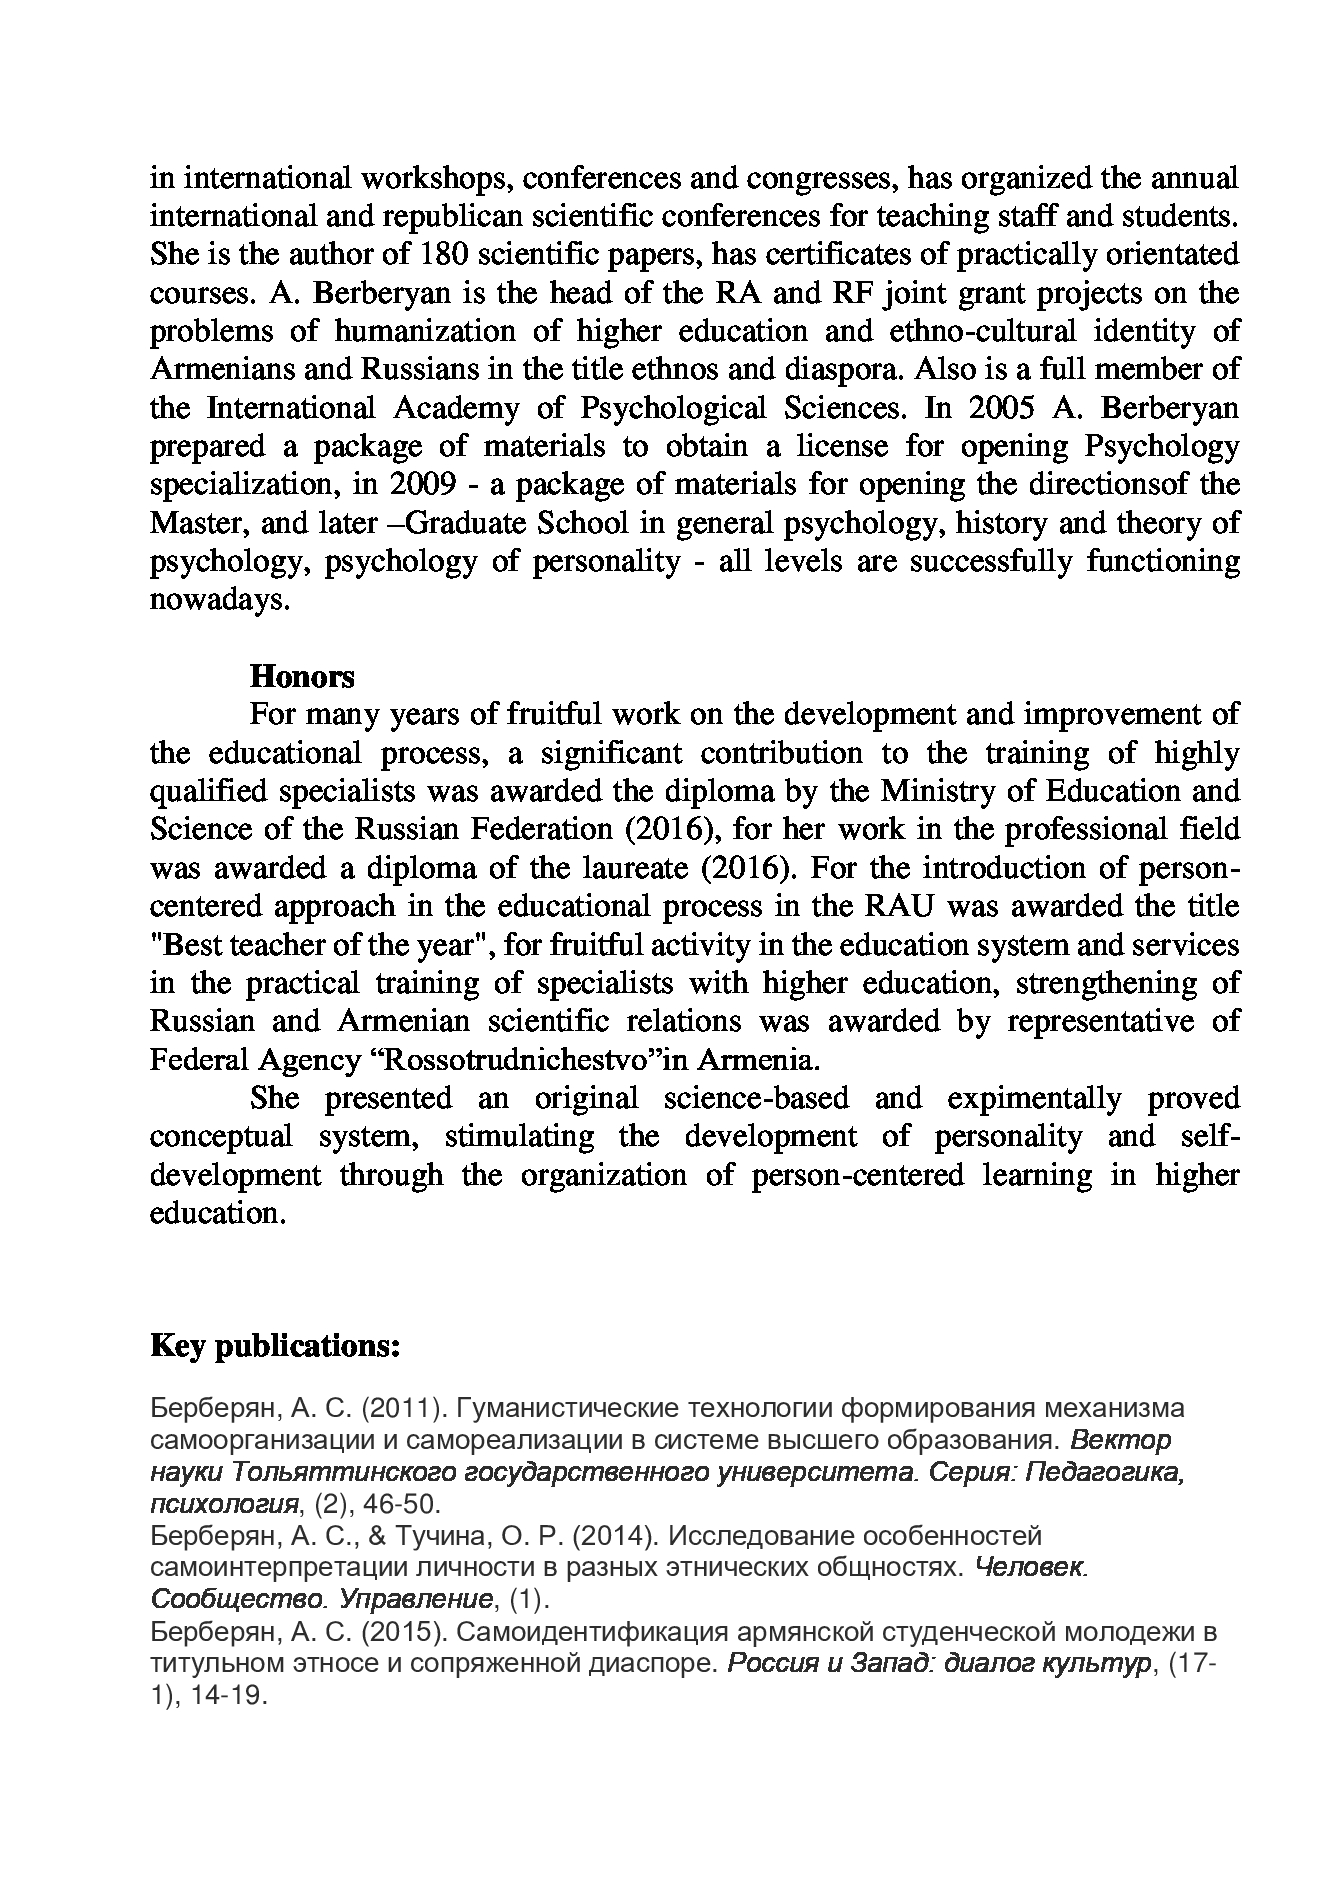 in international workshops, conferences and congresses, has organized the annual
international and republican scientific conferences for teaching staff and students.
She is the author of 180 scientific papers, has certificates of practically orientated
courses. A. Berberyan is the head of the RA and RF joint grant projects on the
problems of humanization of higher education and ethno-cultural identity of
Armenians and Russians in the title ethnos and diaspora. Also is a full member of
the International Academy of Psychological Sciences. In 2005 A. Berberyan
prepared a package of materials to obtain a license for opening Psychology
specialization, in 2009 - a package of materials for opening the directionsof the
Master, and later –Graduate School in general psychology, history and theory of
psychology, psychology of personality - all levels are successfully functioning
nowadays.
Honors
For many years of fruitful work on the development and improvement of
the educational process, a significant contribution to the training of highly
qualified specialists was awarded the diploma by the Ministry of Education and
Science of the Russian Federation (2016), for her work in the professional field
was awarded a diploma of the laureate (2016). For the introduction of person-
centered approach in the educational process in the RAU was awarded the title
"Best teacher of the year", for fruitful activity in the education system and services
in the practical training of specialists with higher education, strengthening of
Russian and Armenian scientific relations was awarded by representative of
Federal Agency “Rossotrudnichestvo”in Armenia.
She presented an original science-based and expimentally proved
conceptual system, stimulating the development of personality and self-
development through the organization of person-centered learning in higher
education.
Key publications:
Берберян, А. С. (2011). Гуманистические технологии формирования механизма
самоорганизации и самореализации в системе высшего образования. Вектор
науки Тольяттинского государственного университета. Серия: Педагогика,
психология, (2), 46-50.
Берберян, А. С., & Тучина, О. Р. (2014). Исследование особенностей
самоинтерпретации личности в разных этнических общностях. Человек.
Сообщество. Управление, (1).
Берберян, А. С. (2015). Самоидентификация армянской студенческой молодежи в
титульном этносе и сопряженной диаспоре. Россия и Запад: диалог культур, (17-
1), 14-19.